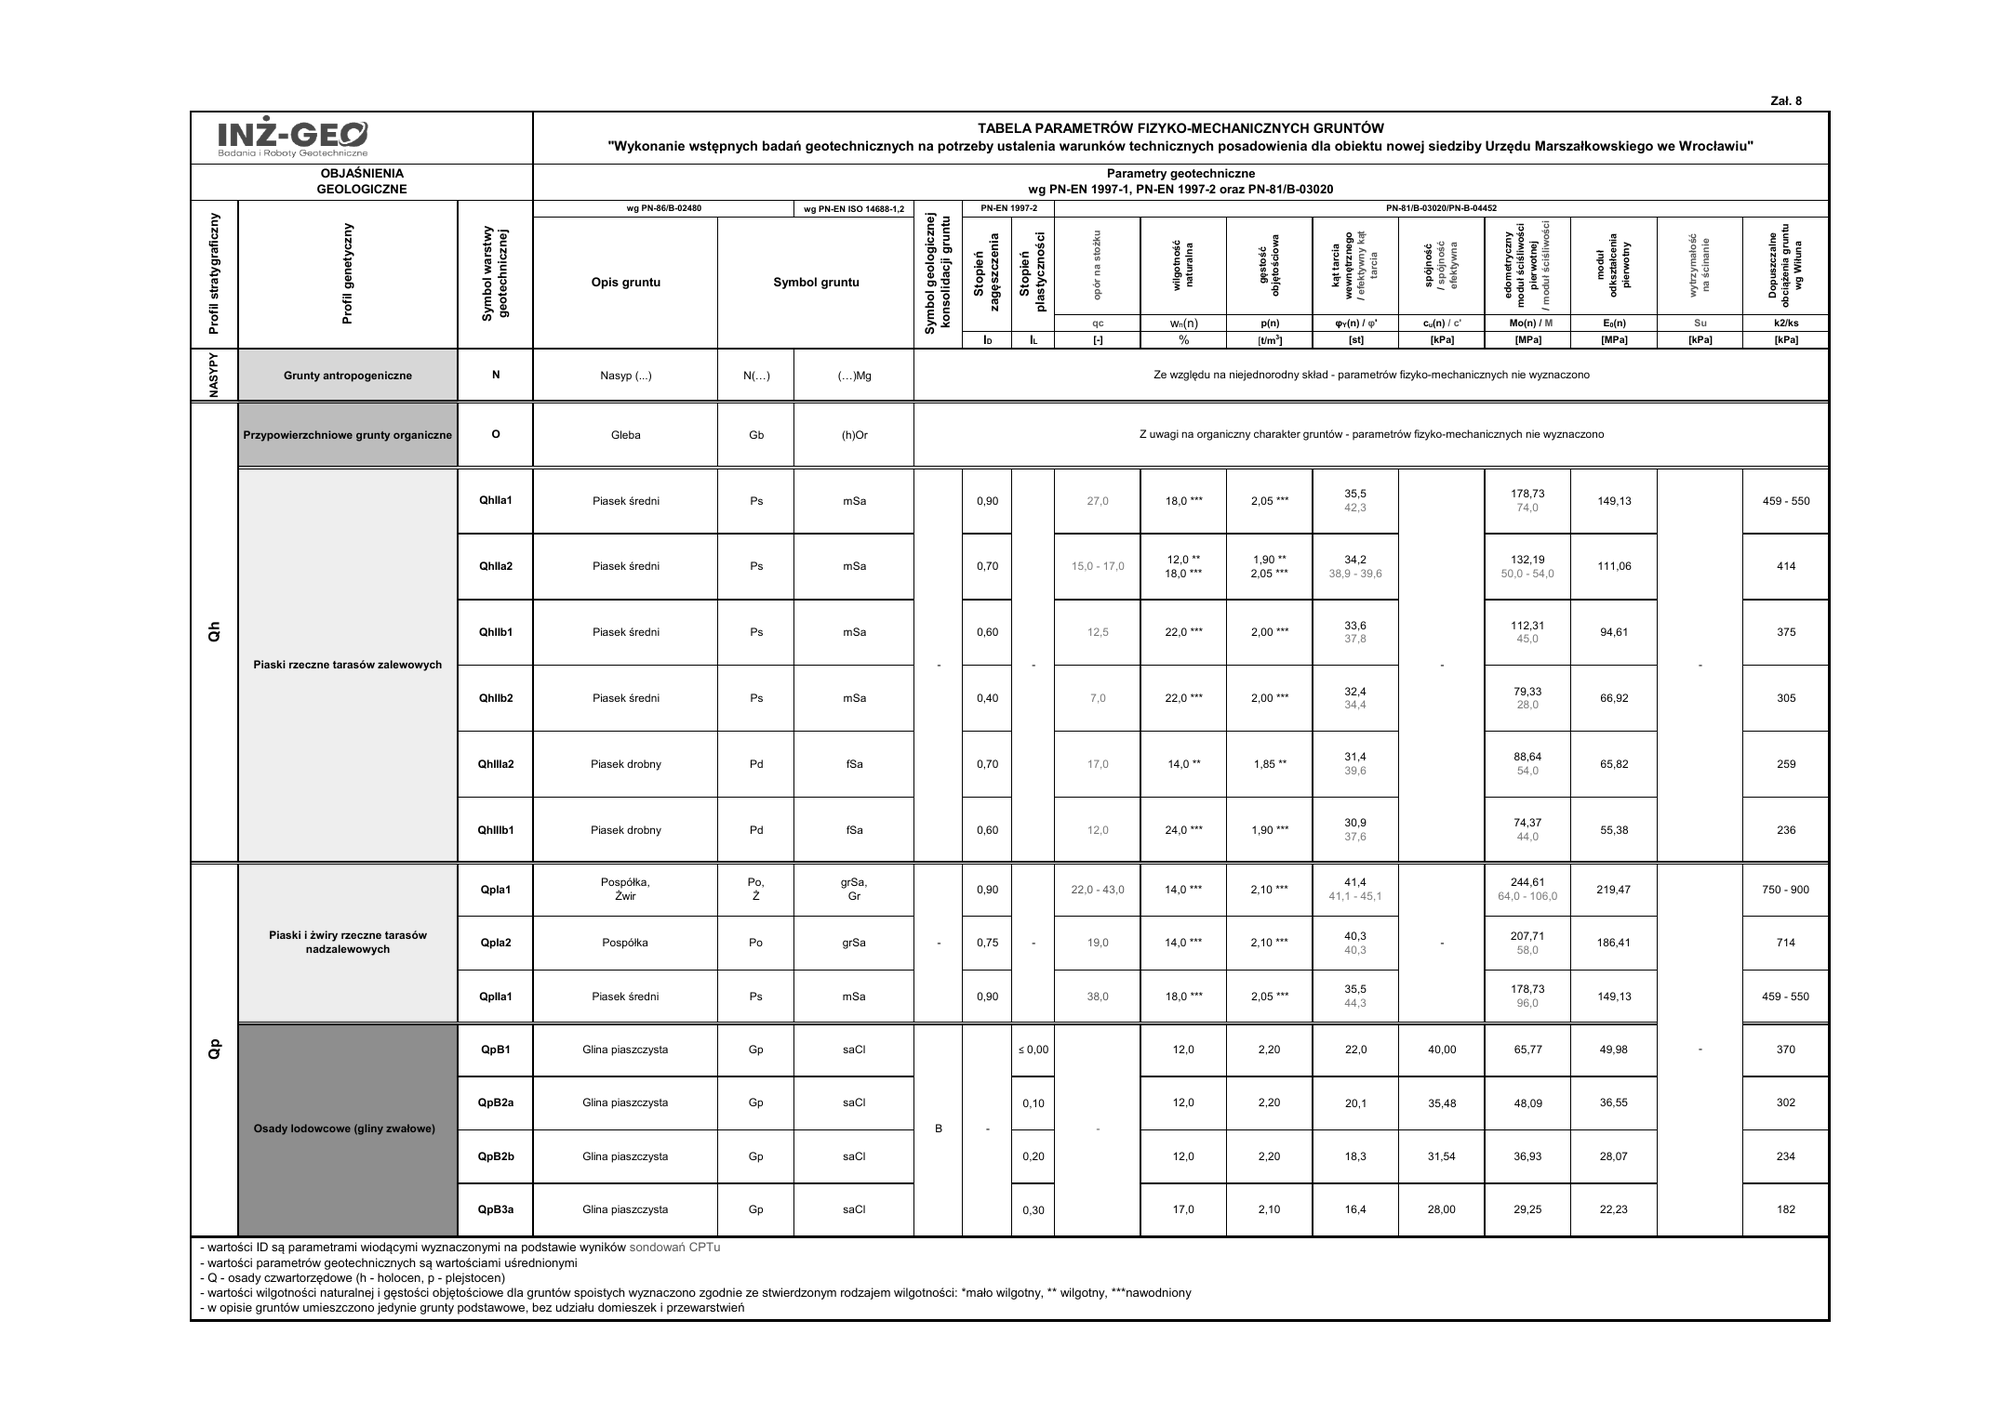 Zał. 8
INŻ-GEO
Badania i Roboty Geotechniczne
TABELA PARAMETRÓW FIZYKO-MECHANICZNYCH GRUNTÓW
"Wykonanie wstępnych badań geotechnicznych na potrzeby ustalenia warunków technicznych posadowienia dla obiektu nowej siedziby Urzędu Marszałkowskiego we Wrocławiu"
OBJAŚNIENIA
GEOLOGICZNE
Parametry geotechniczne
wg PN-EN 1997-1, PN-EN 1997-2 oraz PN-81/B-03020
Profil stratygraficzny
Profil genetyczny
Symbol warstwy
geotechnicznej
wg PN-86/B-02480
wg PN-EN ISO 14688-1,2
Opis gruntu
Symbol gruntu
Symbol geologicznej
konsolidacji gruntu
PN-EN 1997-2
PN-81/B-03020/PN-B-04452
Stopień
zagęszczenia
Stopień
plastyczności
opór na stożku
wilgotność
naturalna
gęstość
objętościowa
kąt tarcia
wewnętrznego
/ efektywny kąt
tarcia
spójność
/ spójność
efektywna
edometryczny
moduł ściśliwości
pierwotnej
/ moduł ściśliwości
moduł
odkształcenia
pierwotny
wytrzymałość
na ścinanie
Dopuszczalne
obciążenia gruntu
wg Wiłuna
qc wn(n) p(n) φY(n) / φ' cu(n) / c' Mo(n) / M E0(n) Su k2/ks
ID IL [-] % [t/m³] [st] [kPa] [MPa] [MPa] [kPa] [kPa]
NASYPY
Grunty antropogeniczne N Nasyp (...) N(…) (…)Mg Ze względu na niejednorodny skład - parametrów fizyko-mechanicznych nie wyznaczono
Qh
Przypowierzchniowe grunty organiczne O Gleba Gb (h)Or Z uwagi na organiczny charakter gruntów - parametrów fizyko-mechanicznych nie wyznaczono
Piaski rzeczne tarasów zalewowych
- - - -
QhIIa1 Piasek średni Ps mSa 0,90 27,0 18,0 *** 2,05 *** 35,5 178,73 149,13 459 - 550
42,3 74,0
QhIIa2 Piasek średni Ps mSa 0,70 15,0 - 17,0 12,0 ** 1,90 ** 34,2 132,19 111,06 414
18,0 *** 2,05 *** 38,9 - 39,6 50,0 - 54,0
QhIIb1 Piasek średni Ps mSa 0,60 12,5 22,0 *** 2,00 *** 33,6 112,31 94,61 375
37,8 45,0
QhIIb2 Piasek średni Ps mSa 0,40 7,0 22,0 *** 2,00 *** 32,4 79,33 66,92 305
34,4 28,0
QhIIIa2 Piasek drobny Pd fSa 0,70 17,0 14,0 ** 1,85 ** 31,4 88,64 65,82 259
39,6 54,0
QhIIIb1 Piasek drobny Pd fSa 0,60 12,0 24,0 *** 1,90 *** 30,9 74,37 55,38 236
37,6 44,0
Qp
Piaski i żwiry rzeczne tarasów
nadzalewowych
- - -
QpIa1 Pospółka, Po, grSa, 0,90 22,0 - 43,0 14,0 *** 2,10 *** 41,4 244,61 219,47 750 - 900
Żwir Ż Gr 41,1 - 45,1 64,0 - 106,0
QpIa2 Pospółka Po grSa 0,75 19,0 14,0 *** 2,10 *** 40,3 207,71 186,41 714
40,3 58,0
QpIIa1 Piasek średni Ps mSa 0,90 38,0 18,0 *** 2,05 *** 35,5 178,73 149,13 459 - 550
44,3 96,0
Osady lodowcowe (gliny zwałowe)
B - - -
QpB1 Glina piaszczysta Gp saCl ≤ 0,00 12,0 2,20 22,0 40,00 65,77 49,98 370
QpB2a Glina piaszczysta Gp saCl 0,10 12,0 2,20 20,1 35,48 48,09 36,55 302
QpB2b Glina piaszczysta Gp saCl 0,20 12,0 2,20 18,3 31,54 36,93 28,07 234
QpB3a Glina piaszczysta Gp saCl 0,30 17,0 2,10 16,4 28,00 29,25 22,23 182
- wartości ID są parametrami wiodącymi wyznaczonymi na podstawie wyników sondowań CPTu
- wartości parametrów geotechnicznych są wartościami uśrednionymi
- Q - osady czwartorzędowe (h - holocen, p - plejstocen)
- wartości wilgotności naturalnej i gęstości objętościowe dla gruntów spoistych wyznaczono zgodnie ze stwierdzonym rodzajem wilgotności: *mało wilgotny, ** wilgotny, ***nawodniony
- w opisie gruntów umieszczono jedynie grunty podstawowe, bez udziału domieszek i przewarstwień